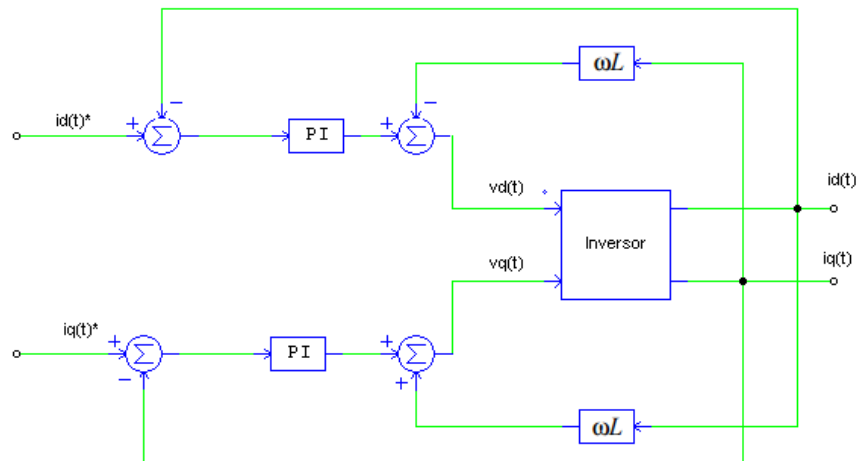 ωL
−
−
id(t)*
+
Σ
PI
+
Σ
vd(t)
id(t)
Inversor
vq(t)
iq(t)
iq(t)*
+
Σ
PI
+
Σ
−
+
ωL